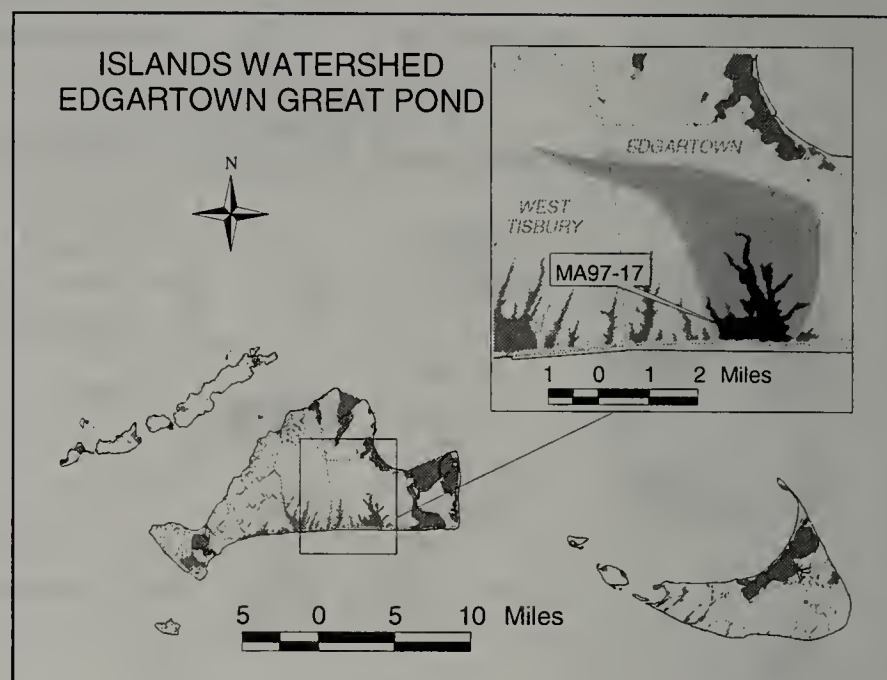 ISLANDS WATERSHED
EDGARTOWN GREAT POND
N
EDGARTOWN
WEST
TISBURY
MA97-17
1 0 1 2 Miles
5 0 5 10 Miles